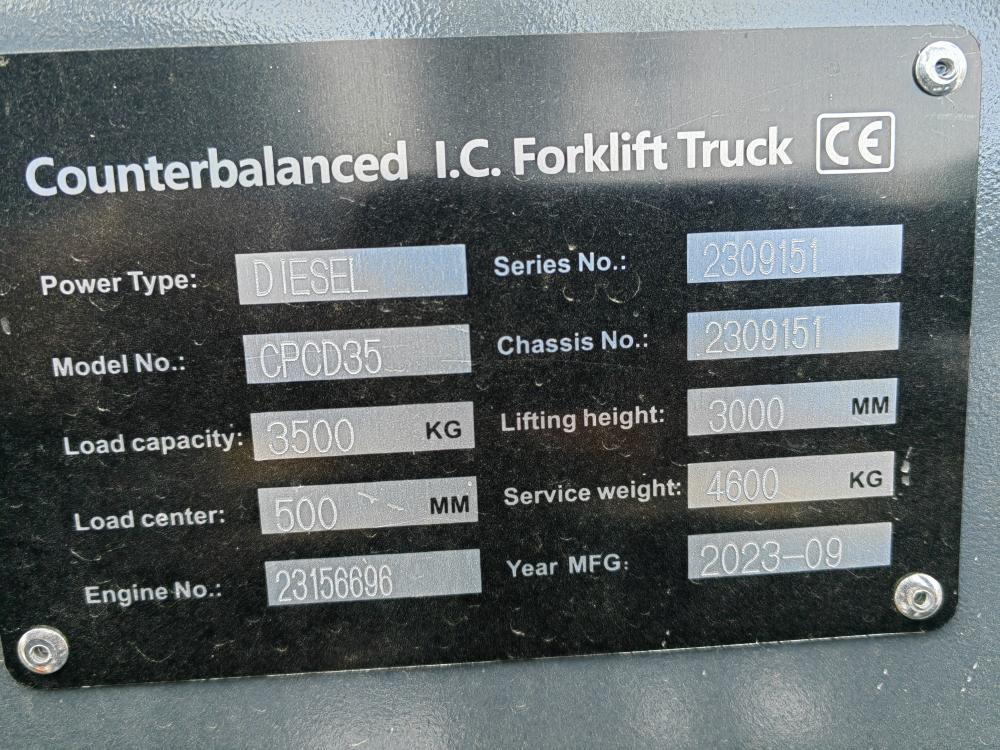 Counterbalanced I.C. Forklift Truck CE
Power Type: DIESEL
Series No.: 2309151
Model No.: CPCD35
Chassis No.: 2309151
Load capacity: 3500 KG
Lifting height: 3000 MM
Load center: 500 MM
Service weight: 4600 KG
Engine No.: 23156696
Year MFG: 2023-09